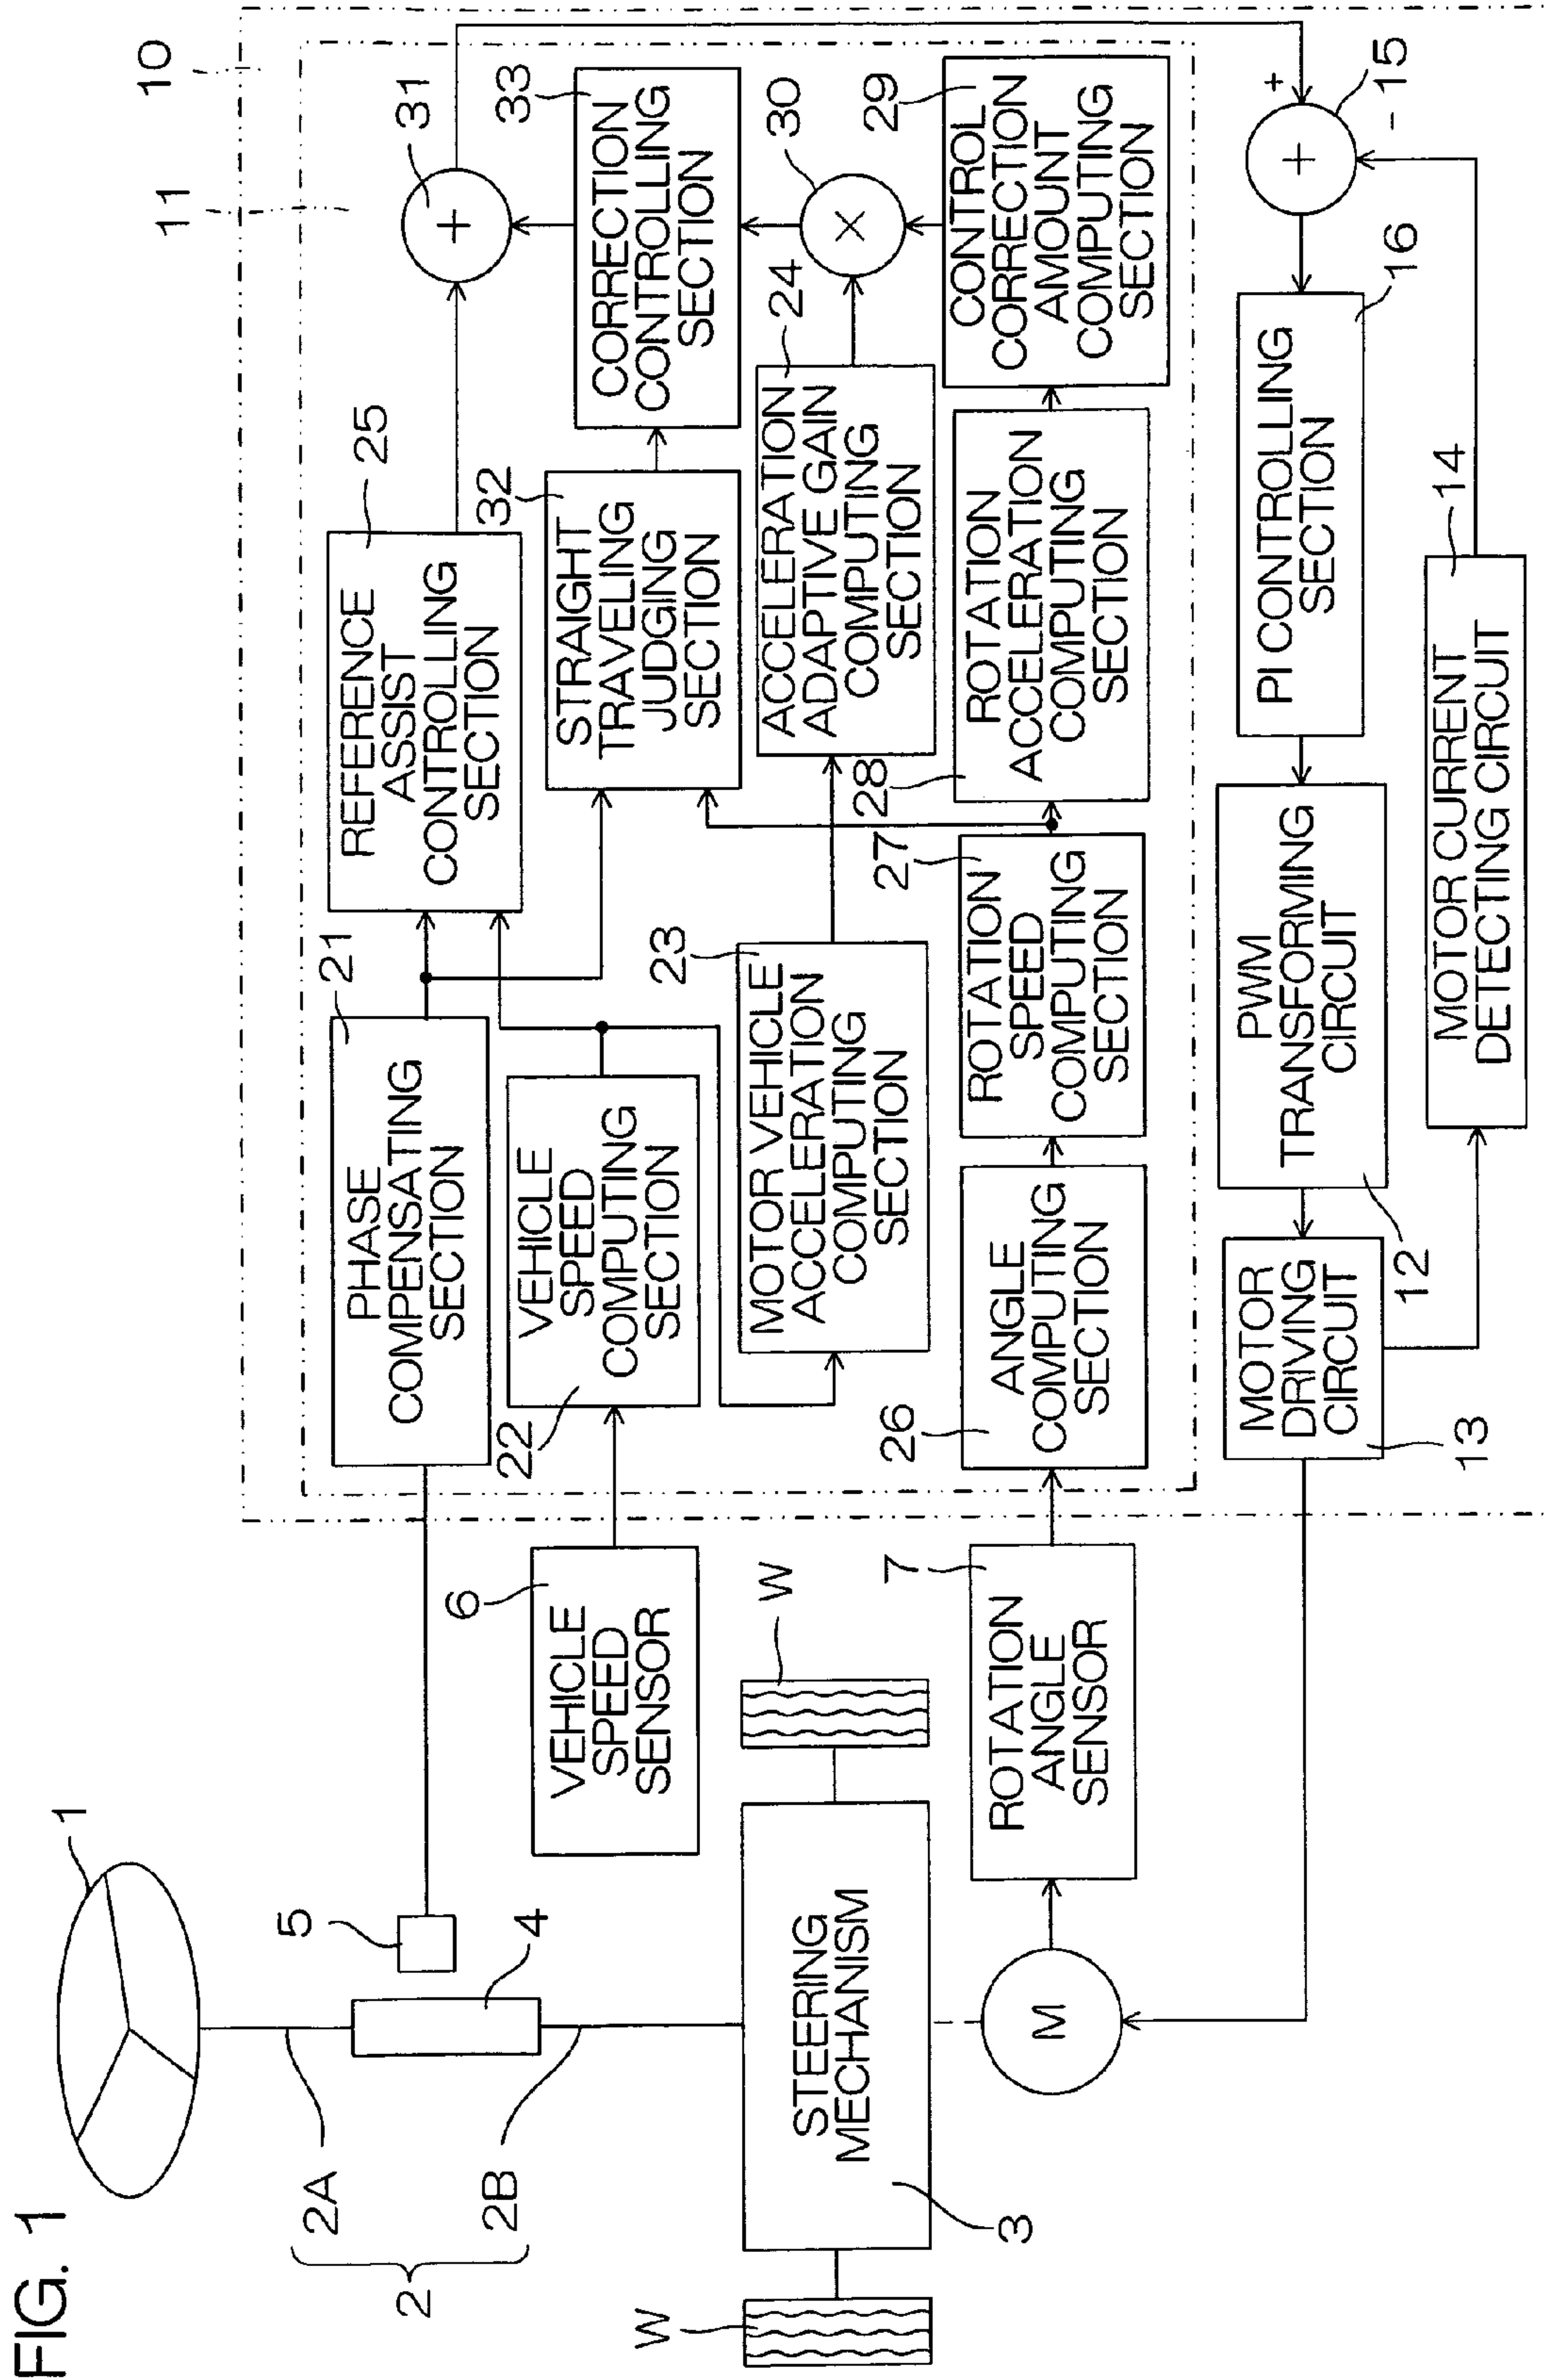 FIG. 1
1
2A
2
2B
5
4
W
STEERING
MECHANISM
3
W
M
VEHICLE
SPEED
SENSOR
6
ROTATION
ANGLE
SENSOR
7
10
11
PHASE
COMPENSATING
SECTION
21
VEHICLE
SPEED
COMPUTING
SECTION
22
MOTOR VEHICLE
ACCELERATION
COMPUTING
SECTION
23
ANGLE
COMPUTING
SECTION
26
ROTATION
SPEED
COMPUTING
SECTION
27
REFERENCE
ASSIST
CONTROLLING
SECTION
25
STRAIGHT
TRAVELING
JUDGING
SECTION
32
ACCELERATION
ADAPTIVE GAIN
COMPUTING
SECTION
24
ROTATION
ACCELERATION
COMPUTING
SECTION
28
+
31
CORRECTION
CONTROLLING
SECTION
33
×
30
CONTROL
CORRECTION
AMOUNT
COMPUTING
SECTION
29
+
+
-
15
PI CONTROLLING
SECTION
16
PWM
TRANSFORMING
CIRCUIT
12
MOTOR
DRIVING
CIRCUIT
13
MOTOR CURRENT
DETECTING CIRCUIT
14